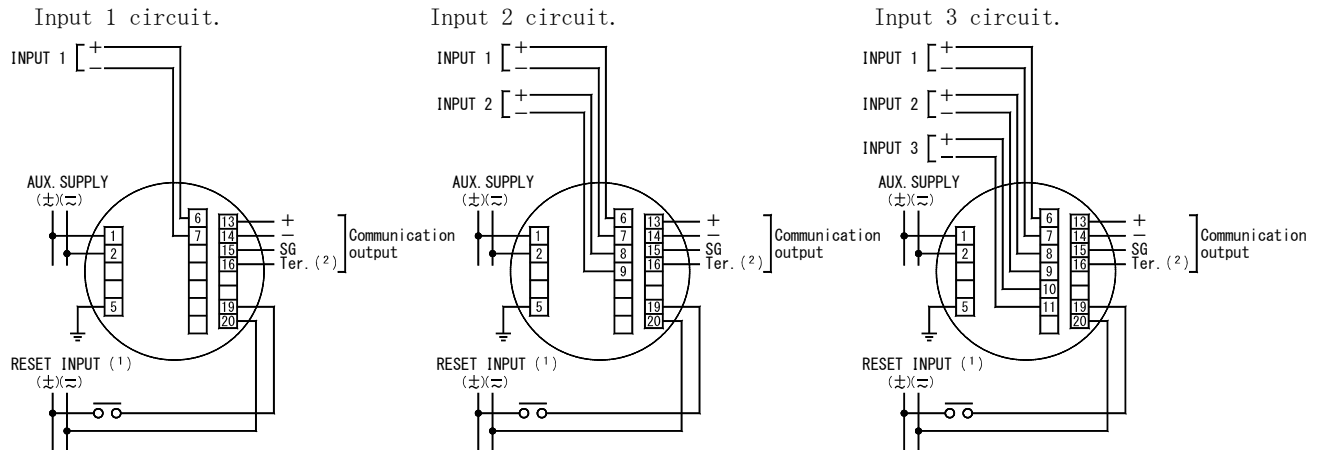 Input 1 circuit.
INPUT 1 + −
AUX. SUPPLY
(±)(≂)
1
2
5
6
7
13
14
15
16
19
20
+
−
SG
Ter. (²)
Communication
output
RESET INPUT (¹)
(±)(≂)
Input 2 circuit.
INPUT 1 + −
INPUT 2 + −
AUX. SUPPLY
(±)(≂)
1
2
5
6
7
8
9
13
14
15
16
19
20
+
−
SG
Ter. (²)
Communication
output
RESET INPUT (¹)
(±)(≂)
Input 3 circuit.
INPUT 1 + −
INPUT 2 + −
INPUT 3 + −
AUX. SUPPLY
(±)(≂)
1
2
5
6
7
8
9
10
11
13
14
15
16
19
20
+
−
SG
Ter. (²)
Communication
output
RESET INPUT (¹)
(±)(≂)